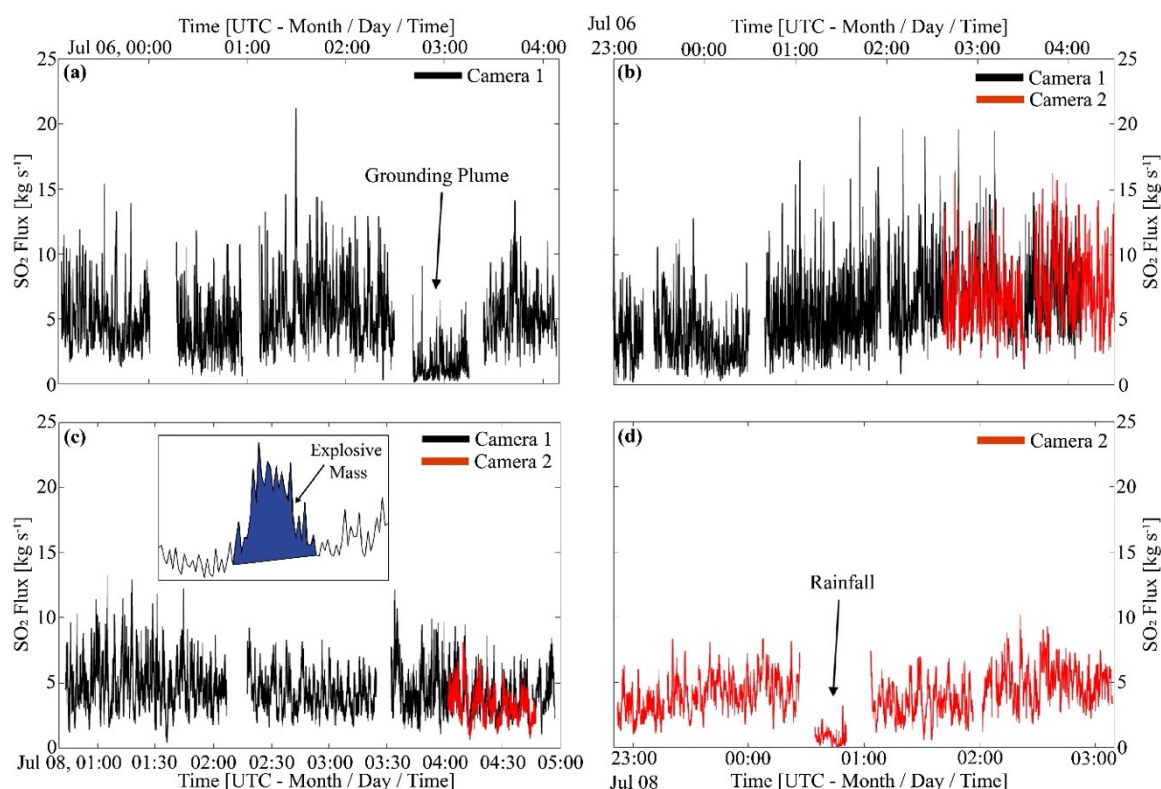 Time [UTC - Month / Day / Time]
Jul 06, 00:00 01:00 02:00 03:00 04:00
25
20
15
10
5
0
SO₂ Flux [kg s⁻¹]
(a)
Camera 1
Grounding Plume
Time [UTC - Month / Day / Time]
Jul 06
23:00 00:00 01:00 02:00 03:00 04:00
(b)
Camera 1
Camera 2
25
20
15
10
5
0
SO₂ Flux [kg s⁻¹]
25
20
15
10
5
0
SO₂ Flux [kg s⁻¹]
(c)
Camera 1
Camera 2
Explosive
Mass
Jul 08, 01:00 01:30 02:00 02:30 03:00 03:30 04:00 04:30 05:00
Time [UTC - Month / Day / Time]
(d)
Camera 2
Rainfall
25
20
15
10
5
0
SO₂ Flux [kg s⁻¹]
23:00 00:00 01:00 02:00 03:00
Jul 08
Time [UTC - Month / Day / Time]